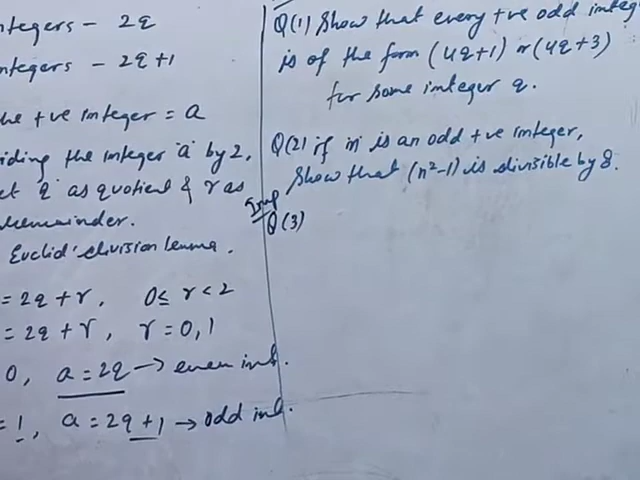 ntegers - 2q
ntegers - 2q+1
he +ve integer = a
iding the integer 'a' by 2,
et 'q' as quotient & r as
remainder.
Euclid's division lemma.
= 2q + r, 0 ≤ r < 2
= 2q + r, r = 0, 1
0, a = 2q → even int.
= 1, a = 2q + 1 → odd int.
Q(1) Show that every +ve odd integ
is of the form (4q+1) or (4q+3)
for some integer q.
Q(2) if 'n' is an odd +ve integer,
show that (n²-1) is divisible by 8.
Imp
Q(3)